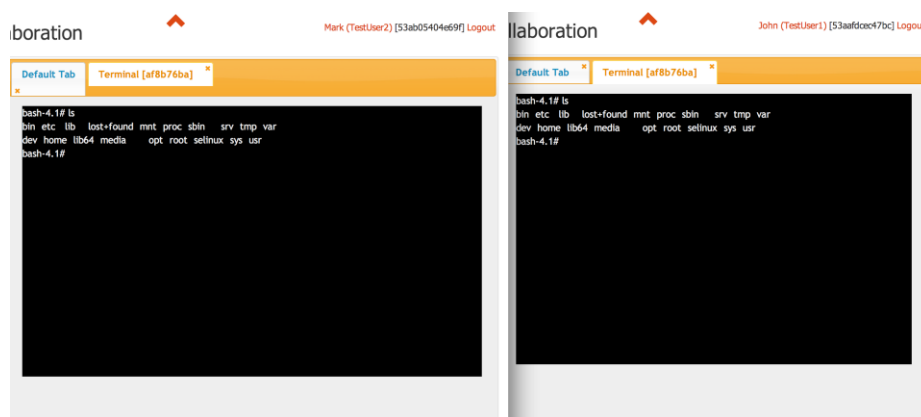 boration
Mark (TestUser2) [53ab05404e69f] Logout
Default Tab
Terminal [af8b76ba]
bash-4.1# ls
bin etc lib lost+found mnt proc sbin srv tmp var
dev home lib64 media opt root selinux sys usr
bash-4.1#
llaboration
John (TestUser1) [53aafdcec47bc] Logou
Default Tab
Terminal [af8b76ba]
bash-4.1# ls
bin etc lib lost+found mnt proc sbin srv tmp var
dev home lib64 media opt root selinux sys usr
bash-4.1#